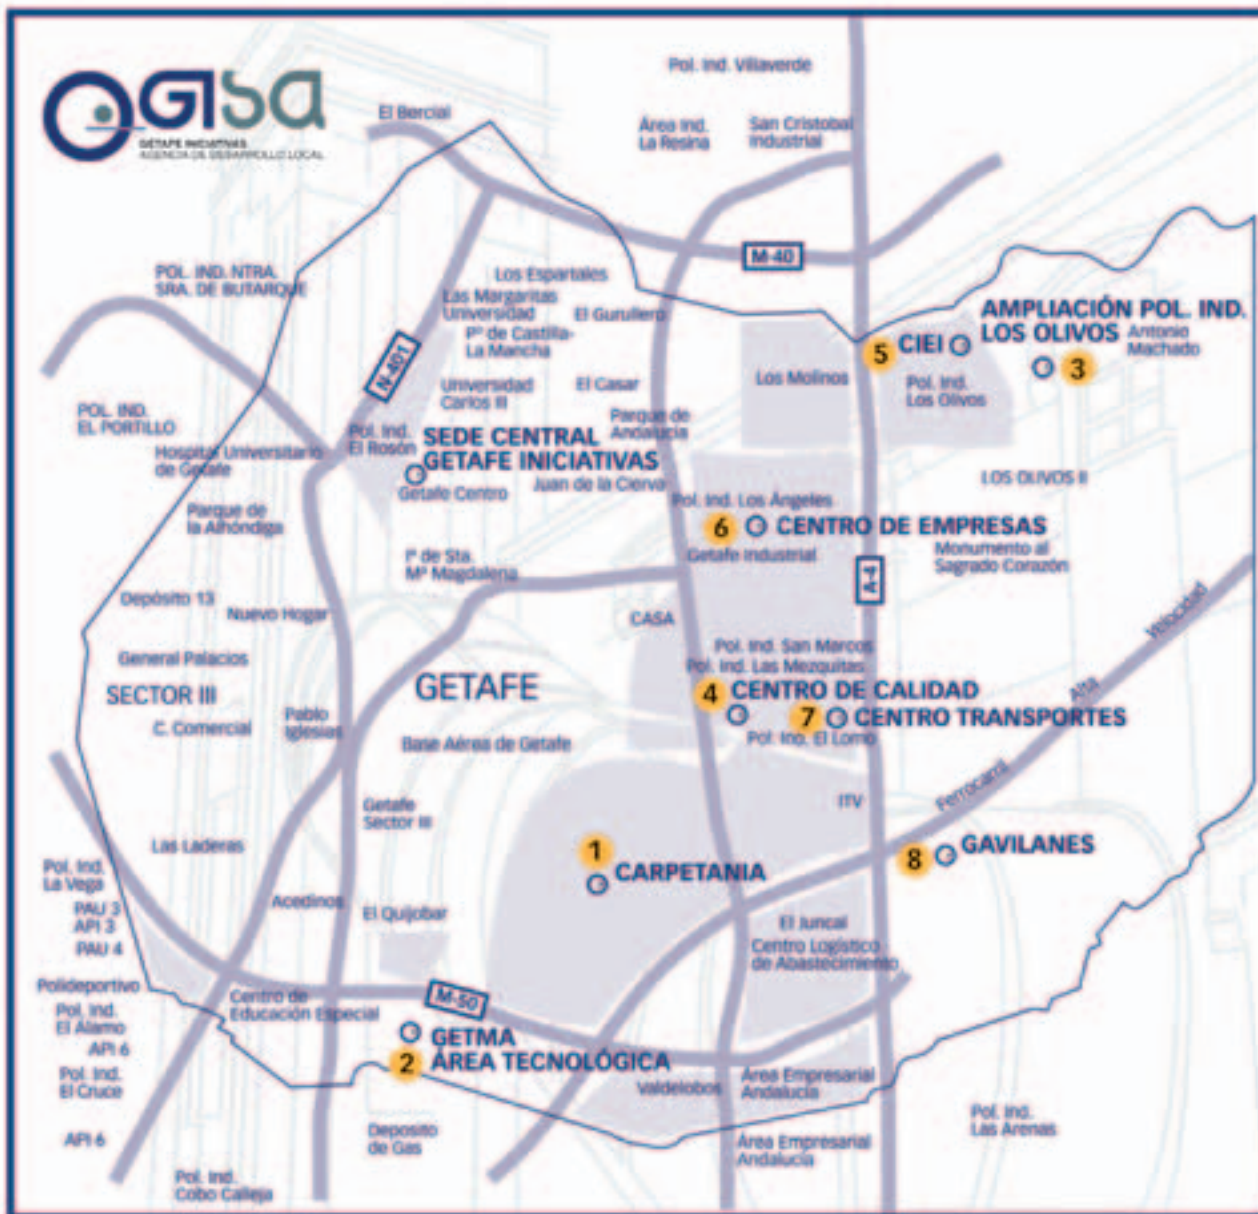 GISA
GETAFE INICIATIVAS
AGENCIA DE DESARROLLO LOCAL
Pol. Ind. Villaverde
El Bercial
Área Ind.
La Resina
San Cristobal
Industrial
M-40
POL. IND. NTRA.
SRA. DE BUTARQUE
Los Espartales
Las Margaritas
Universidad
El Gurullero
Pº de Castilla-
La Mancha
N-401
AMPLIACIÓN POL. IND.
LOS OLIVOS
Antonio
Machado
5 CIEI
3
Universidad
Carlos III
El Casar
Los Molinos
Pol. Ind.
Los Olivos
POL. IND.
EL PORTILLO
Parque de
Andalucía
Pol. Ind.
El Rosón
SEDE CENTRAL
GETAFE INICIATIVAS
Hospital Universitario
de Getafe
Getafe Centro
Juan de la Cierva
LOS OLIVOS II
Parque de
la Alhóndiga
Pol. Ind. Los Ángeles
6 CENTRO DE EMPRESAS
Getafe Industrial
Monumento al
Sagrado Corazón
Iª de Sta.
Mª Magdalena
A-4
Depósito 13
Nuevo Hogar
CASA
General Palacios
Pol. Ind. San Marcos
Pol. Ind. Las Mezquitas
SECTOR III
GETAFE
4 CENTRO DE CALIDAD
C. Comercial
Pablo
Iglesias
7 CENTRO TRANSPORTES
Base Aérea de Getafe
Pol. Ind. El Lomo
Ferrocarril Alta Velocidad
Getafe
Sector III
ITV
Las Laderas
1
CARPETANIA
8 GAVILANES
Pol. Ind.
La Vega
PAU 3
API 3
PAU 4
Acedinos
El Quijobar
El Juncal
Centro Logístico
de Abastecimiento
Polideportivo
Centro de
Educación Especial
M-50
Pol. Ind.
El Álamo
API 6
GETMA
2 ÁREA TECNOLÓGICA
Pol. Ind.
El Cruce
Valdelobos
Área Empresarial
Andalucía
API 6
Deposito
de Gas
Área Empresarial
Andalucía
Pol. Ind.
Las Arenas
Pol. Ind.
Cobo Calleja